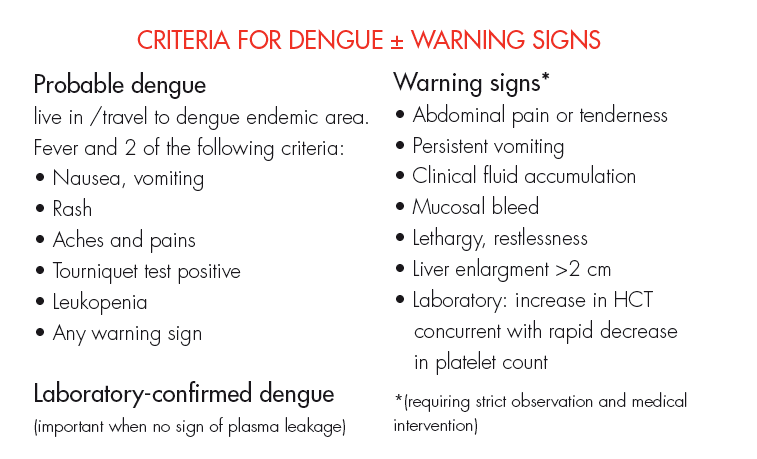 CRITERIA FOR DENGUE ± WARNING SIGNS
Probable dengue
live in /travel to dengue endemic area.
Fever and 2 of the following criteria:
• Nausea, vomiting
• Rash
• Aches and pains
• Tourniquet test positive
• Leukopenia
• Any warning sign
Laboratory-confirmed dengue
(important when no sign of plasma leakage)
Warning signs*
• Abdominal pain or tenderness
• Persistent vomiting
• Clinical fluid accumulation
• Mucosal bleed
• Lethargy, restlessness
• Liver enlargment >2 cm
• Laboratory: increase in HCT
concurrent with rapid decrease
in platelet count
*(requiring strict observation and medical
intervention)